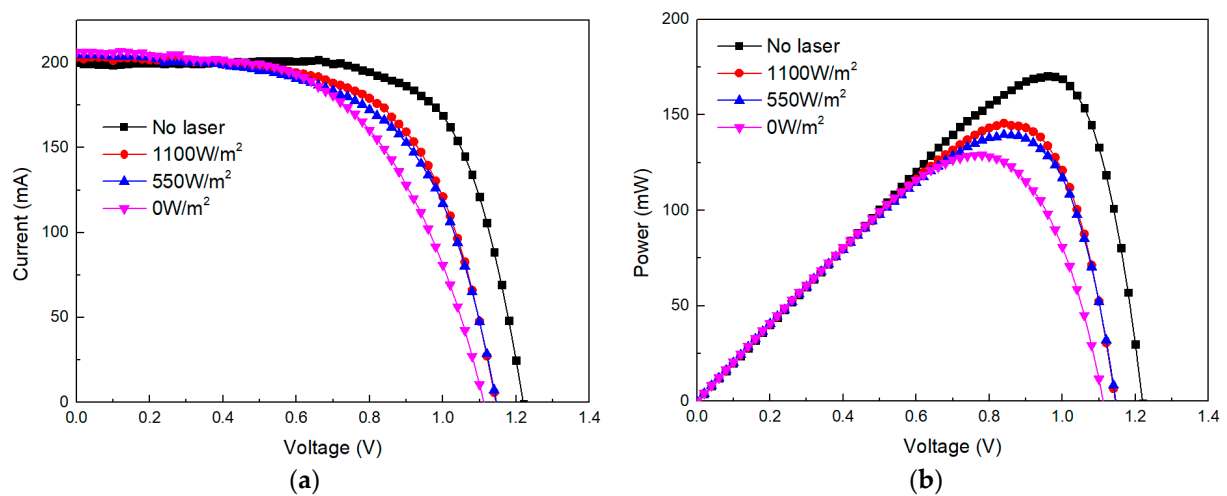 200
150
100
50
0
Current (mA)
No laser
1100W/m²
550W/m²
0W/m²
0.0 0.2 0.4 0.6 0.8 1.0 1.2 1.4
Voltage (V)
(a)
200
150
100
50
0
Power (mW)
No laser
1100W/m²
550W/m²
0W/m²
0.0 0.2 0.4 0.6 0.8 1.0 1.2 1.4
Voltage (V)
(b)